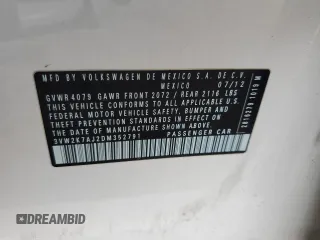 MFD BY VOLKSWAGEN DE MEXICO S.A. DE C.V.
MEXICO 07/12
GVWR 4079 GAWR FRONT 2072 / REAR 2116 LBS
THIS VEHICLE CONFORMS TO ALL APPLICABLE U.S.
FEDERAL MOTOR VEHICLE SAFETY, BUMPER AND THEFT
PREVENTION STANDARDS IN EFFECT ON
THE DATE OF MANUFACTURE SHOWN ABOVE.
3VW2K7AJ2DM352791 PASSENGER CAR
DREAMBID